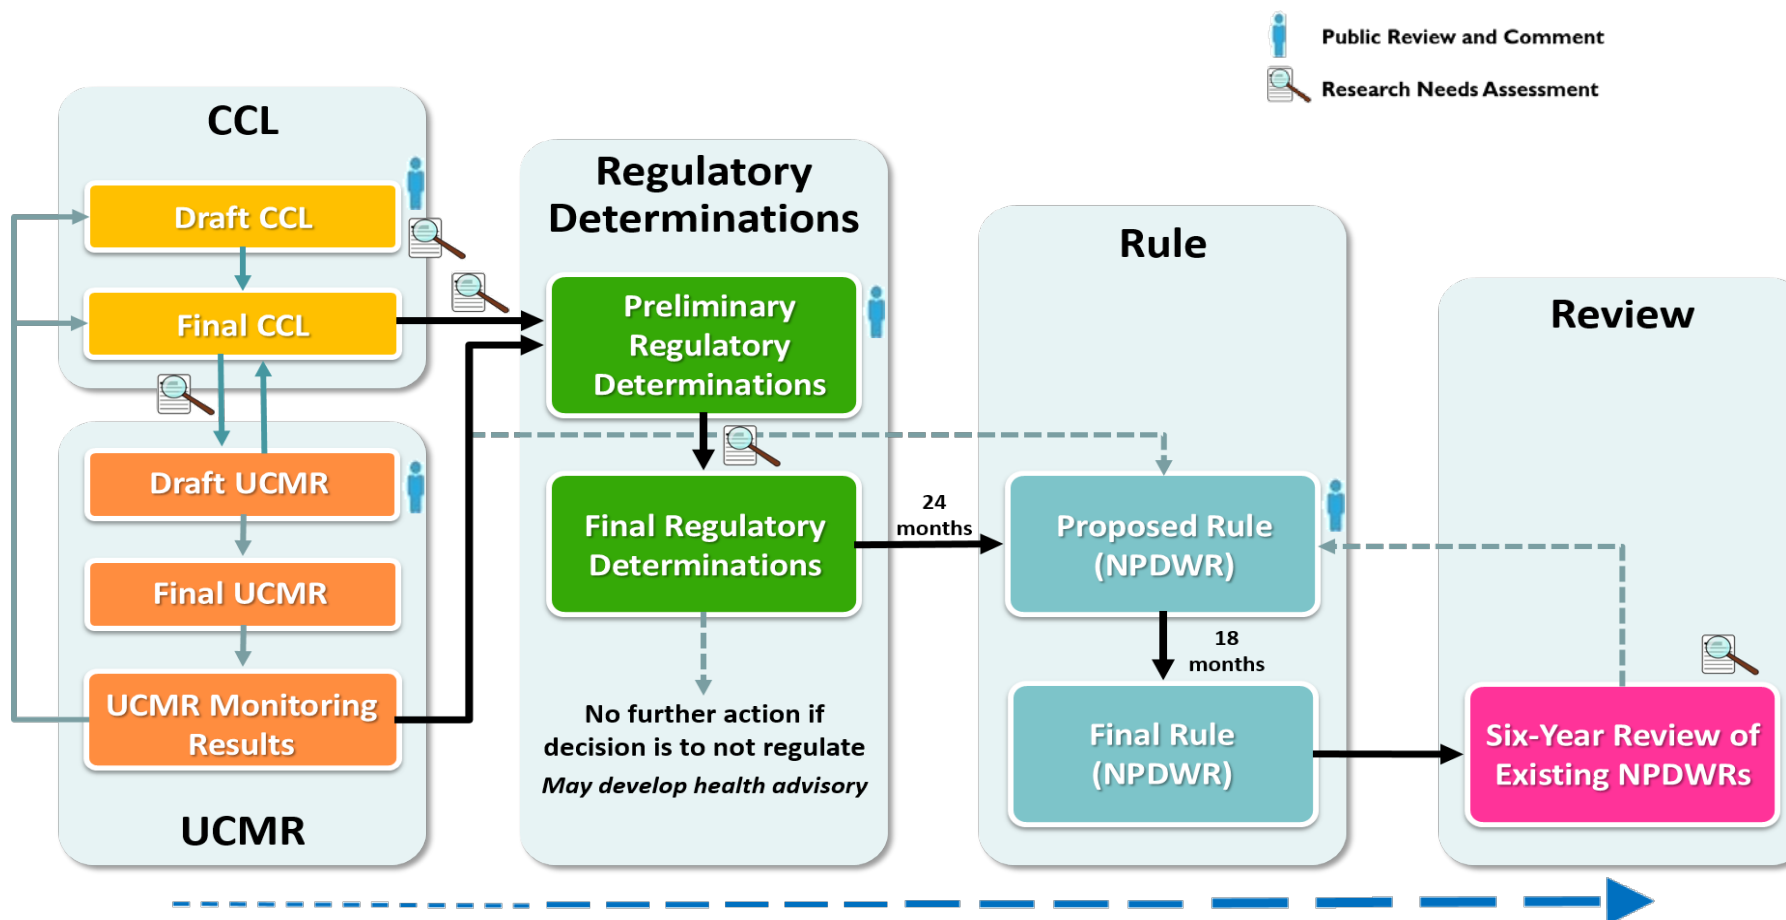 Public Review and Comment
Research Needs Assessment
CCL
Draft CCL
Final CCL
Draft UCMR
Final UCMR
UCMR Monitoring
Results
UCMR
Regulatory
Determinations
Preliminary
Regulatory
Determinations
Final Regulatory
Determinations
No further action if
decision is to not regulate
May develop health advisory
24
months
Rule
Proposed Rule
(NPDWR)
18
months
Final Rule
(NPDWR)
Review
Six-Year Review of
Existing NPDWRs